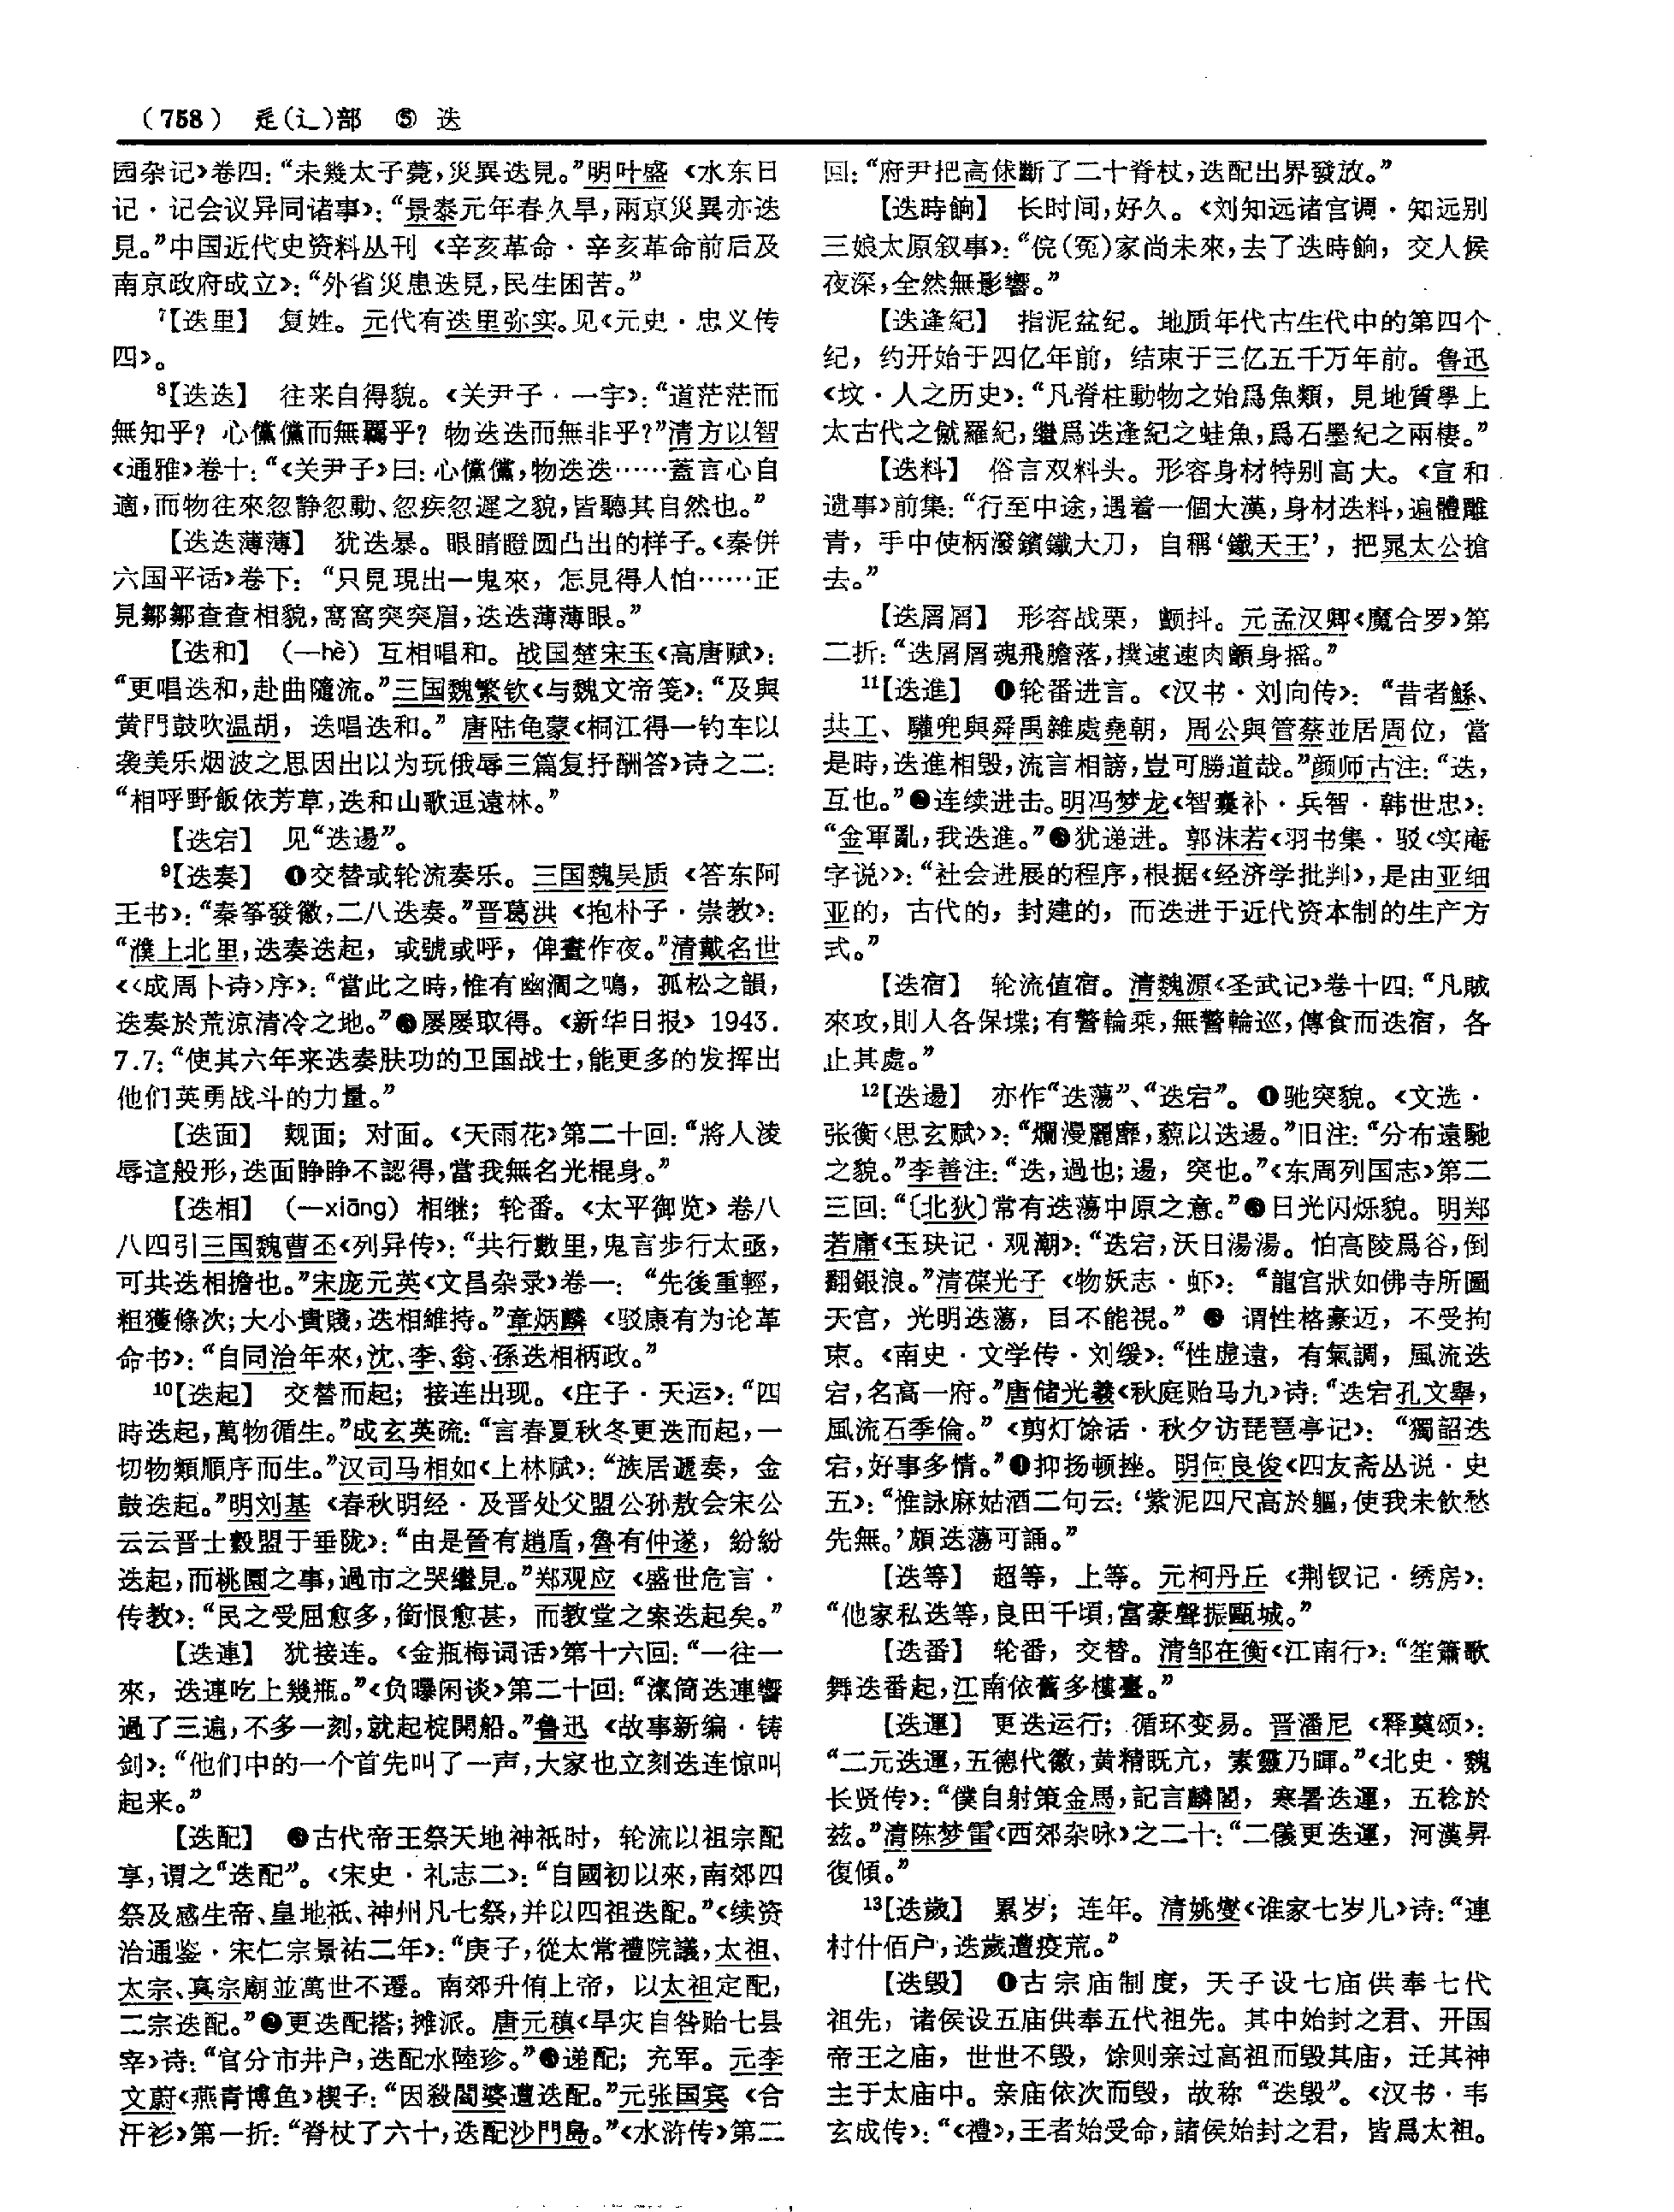 （758） 辵(辶)部 ⑤ 迭
园杂记》卷四：“未幾太子薨，災異迭見。”明叶盛《水东日
记·记会议异同诸事》：“景泰元年春久旱，兩京災異亦迭
見。”中国近代史资料丛刊《辛亥革命·辛亥革命前后及
南京政府成立》：“外省災患迭見，民生困苦。”
7【迭里】 复姓。元代有迭里弥实。见《元史·忠义传
四》。
8【迭迭】 往来自得貌。《关尹子·一宇》：“道茫茫而
無知乎？心儻儻而無羈乎？物迭迭而無非乎？”清方以智
《通雅》卷十：“《关尹子》曰：心儻儻，物迭迭……蓋言心自
適，而物往來忽静忽動、忽疾忽遲之貌，皆聽其自然也。”
【迭迭薄薄】 犹迭暴。眼睛瞪圆凸出的样子。《秦併
六国平话》卷下：“只見現出一鬼來，怎見得人怕……正
見鄒鄒查查相貌，窩窩突突眉，迭迭薄薄眼。”
【迭和】 （—hè）互相唱和。战国楚宋玉《高唐赋》：
“更唱迭和，赴曲隨流。”三国魏繁钦《与魏文帝笺》：“及與
黄門鼓吹温胡，迭唱迭和。”唐陆龟蒙《桐江得一钓车以
袭美乐烟波之思因出以为玩俄辱三篇复抒酬答》诗之二：
“相呼野飯依芳草，迭和山歌逗遠林。”
【迭宕】 见“迭逿”。
9【迭奏】 ❶交替或轮流奏乐。三国魏吴质《答东阿
王书》：“秦筝發徽，二八迭奏。”晋葛洪《抱朴子·崇教》：
“濮上北里，迭奏迭起，或號或呼，俾晝作夜。”清戴名世
《〈成周卜诗〉序》：“當此之時，惟有幽澗之鳴，孤松之韻，
迭奏於荒涼清冷之地。”❷屡屡取得。《新华日报》1943.
7.7：“使其六年来迭奏肤功的卫国战士，能更多的发挥出
他们英勇战斗的力量。”
【迭面】 觌面；对面。《天雨花》第二十回：“將人淩
辱這般形，迭面睁睁不認得，當我無名光棍身。”
【迭相】 （—xiāng）相继；轮番。《太平御览》卷八
八四引三国魏曹丕《列异传》：“共行數里，鬼言步行太亟，
可共迭相擔也。”宋庞元英《文昌杂录》卷一：“先後重輕，
粗獲條次；大小貴賤，迭相維持。”章炳麟《驳康有为论革
命书》：“自同治年來，沈、李、翁、孫迭相柄政。”
10【迭起】 交替而起；接连出现。《庄子·天运》：“四
時迭起，萬物循生。”成玄英疏：“言春夏秋冬更迭而起，一
切物類順序而生。”汉司马相如《上林赋》：“族居遞奏，金
鼓迭起。”明刘基《春秋明经·及晋处父盟公孙敖会宋公
云云晋士縠盟于垂陇》：“由是晉有趙盾，魯有仲遂，紛紛
迭起，而桃園之事，過市之哭繼見。”郑观应《盛世危言·
传教》：“民之受屈愈多，銜恨愈甚，而教堂之案迭起矣。”
【迭連】 犹接连。《金瓶梅词话》第十六回：“一往一
來，迭連吃上幾瓶。”《负曝闲谈》第二十回：“滾筒迭連響
過了三遍，不多一刻，就起椗開船。”鲁迅《故事新编·铸
剑》：“他们中的一个首先叫了一声，大家也立刻迭连惊叫
起来。”
【迭配】 ❶古代帝王祭天地神祇时，轮流以祖宗配
享，谓之“迭配”。《宋史·礼志二》：“自國初以來，南郊四
祭及感生帝、皇地祇、神州凡七祭，并以四祖迭配。”《续资
治通鉴·宋仁宗景祐二年》：“庚子，從太常禮院議，太祖、
太宗、真宗廟並萬世不遷。南郊升侑上帝，以太祖定配，
二宗迭配。”❷更迭配搭；摊派。唐元稹《旱灾自咎贻七县
宰》诗：“官分市井户，迭配水陸珍。”❸递配；充军。元李
文蔚《燕青博鱼》楔子：“因殺閻婆遭迭配。”元张国宾《合
汗衫》第一折：“脊杖了六十，迭配沙門島。”《水浒传》第二
回：“府尹把高俅斷了二十脊杖，迭配出界發放。”
【迭時餉】 长时间，好久。《刘知远诸宫调·知远别
三娘太原叙事》：“俒(冤)家尚未來，去了迭時餉，交人候
夜深，全然無影響。”
【迭逢紀】 指泥盆纪。地质年代古生代中的第四个
纪，约开始于四亿年前，结束于三亿五千万年前。鲁迅
《坟·人之历史》：“凡脊柱動物之始爲魚類，見地質學上
太古代之僦羅紀，繼爲迭逢紀之蛙魚，爲石墨紀之兩棲。”
【迭料】 俗言双料头。形容身材特别高大。《宣和
遗事》前集：“行至中途，遇着一個大漢，身材迭料，遍體雕
青，手中使柄潑鑌鐵大刀，自稱‘鐵天王’，把晁太公搶
去。”
【迭屑屑】 形容战栗，颤抖。元孟汉卿《魔合罗》第
二折：“迭屑屑魂飛膽落，撲速速肉顫身摇。”
11【迭進】 ❶轮番进言。《汉书·刘向传》：“昔者鯀、
共工、驩兜與舜禹雜處堯朝，周公與管蔡並居周位，當
是時，迭進相毁，流言相謗，豈可勝道哉。”颜师古注：“迭，
互也。”❷连续进击。明冯梦龙《智囊补·兵智·韩世忠》：
“金軍亂，我迭進。”❸犹递进。郭沫若《羽书集·驳〈实庵
字说〉》：“社会进展的程序，根据《经济学批判》，是由亚细
亚的，古代的，封建的，而迭进于近代资本制的生产方
式。”
【迭宿】 轮流值宿。清魏源《圣武记》卷十四：“凡賊
來攻，則人各保堞；有警輪乘，無警輪巡，傳食而迭宿，各
止其處。”
12【迭逿】 亦作“迭蕩”、“迭宕”。❶驰突貌。《文选·
张衡〈思玄赋〉》：“爛漫麗靡，藐以迭逿。”旧注：“分布遠馳
之貌。”李善注：“迭，過也；逿，突也。”《东周列国志》第二
三回：“〔北狄〕常有迭蕩中原之意。”❷日光闪烁貌。明郑
若庸《玉玦记·观潮》：“迭宕，沃日湯湯。怕高陵爲谷，倒
翻銀浪。”清葆光子《物妖志·虾》：“龍宫狀如佛寺所圖
天宫，光明迭蕩，目不能視。”❸谓性格豪迈，不受拘
束。《南史·文学传·刘缓》：“性虚遠，有氣調，風流迭
宕，名高一府。”唐储光羲《秋庭贻马九》诗：“迭宕孔文舉，
風流石季倫。”《剪灯馀话·秋夕访琵琶亭记》：“獨韶迭
宕，好事多情。”❹抑扬顿挫。明何良俊《四友斋丛说·史
五》：“惟詠麻姑酒二句云：‘紫泥四尺高於軀，使我未飲愁
先無。’頗迭蕩可誦。”
【迭等】 超等，上等。元柯丹丘《荆钗记·绣房》：
“他家私迭等，良田千頃，富豪聲振甌城。”
【迭番】 轮番，交替。清邹在衡《江南行》：“笙簫歌
舞迭番起，江南依舊多樓臺。”
【迭運】 更迭运行；循环变易。晋潘尼《释奠颂》：
“二元迭運，五德代徽，黄精既亢，素靈乃暉。”《北史·魏
长贤传》：“僕自射策金馬，記言麟閣，寒暑迭運，五稔於
兹。”清陈梦雷《西郊杂咏》之二十：“二儀更迭運，河漢昇
復傾。”
13【迭歲】 累岁；连年。清姚燮《谁家七岁儿》诗：“連
村什佰户，迭歲遭疫荒。”
【迭毁】 ❶古宗庙制度，天子设七庙供奉七代
祖先，诸侯设五庙供奉五代祖先。其中始封之君、开国
帝王之庙，世世不毁，馀则亲过高祖而毁其庙，迁其神
主于太庙中。亲庙依次而毁，故称“迭毁”。《汉书·韦
玄成传》：“《禮》，王者始受命，諸侯始封之君，皆爲太祖。